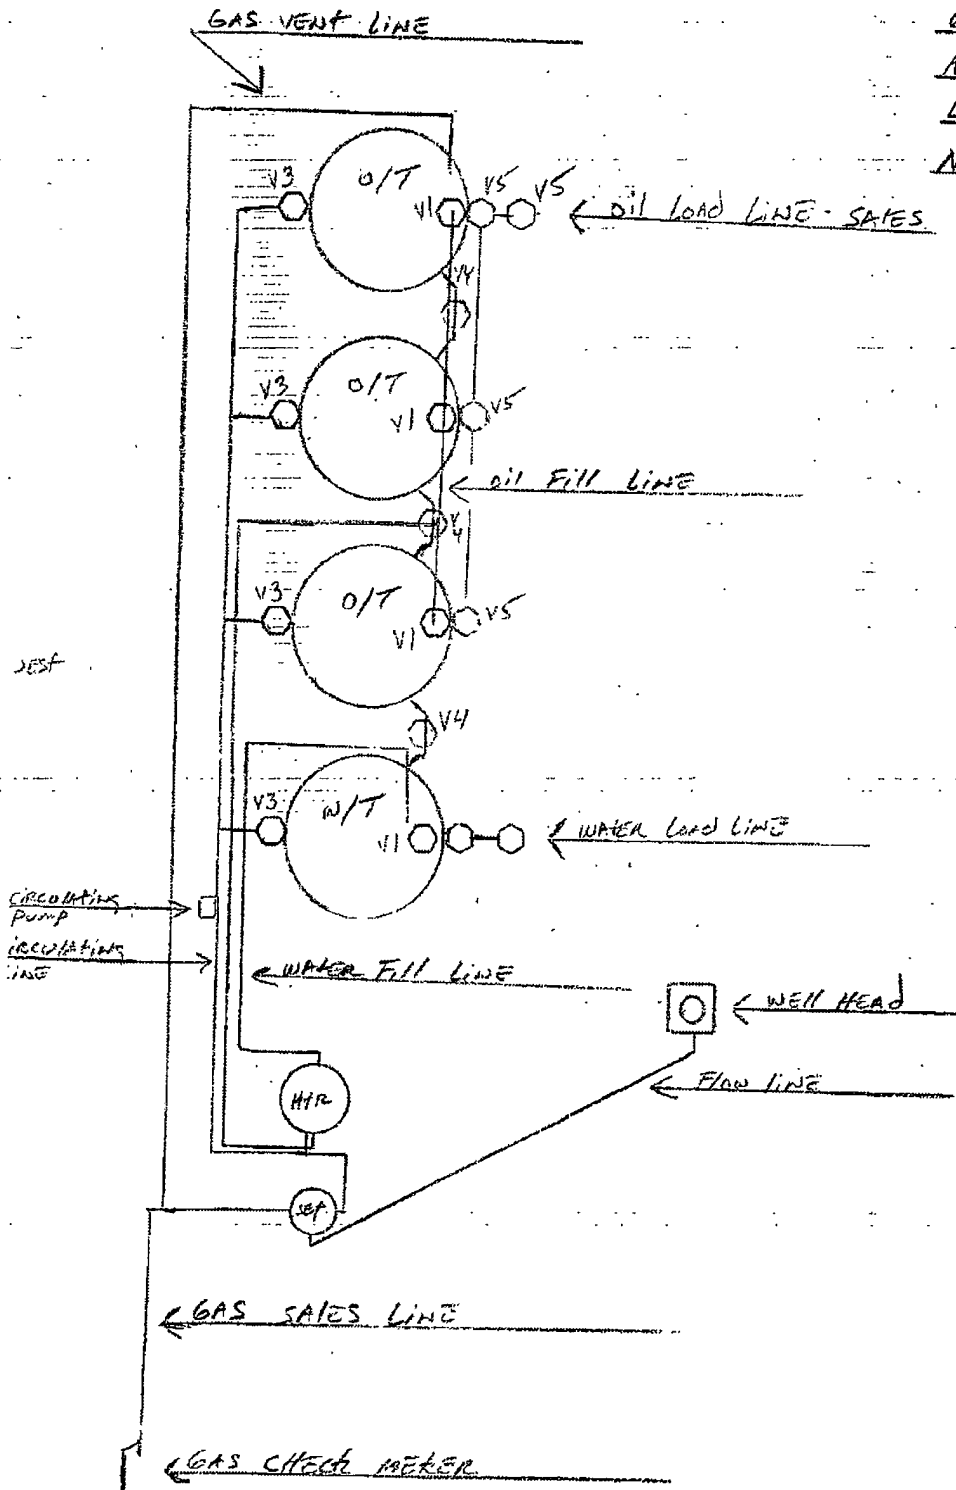 GAS VENT LINE
O/T
V3
V1
V5
V5
OIL LOAD LINE - SALES
V4
O/T
V3
V1
V5
OIL FILL LINE
V4
O/T
V3
V1
V5
V4
W/T
V3
V1
WATER LOAD LINE
CIRCULATING
PUMP
IRCULATING
INE
WATER FILL LINE
WELL HEAD
FLOW LINE
HTR
SEP
GAS SALES LINE
GAS CHECK METER